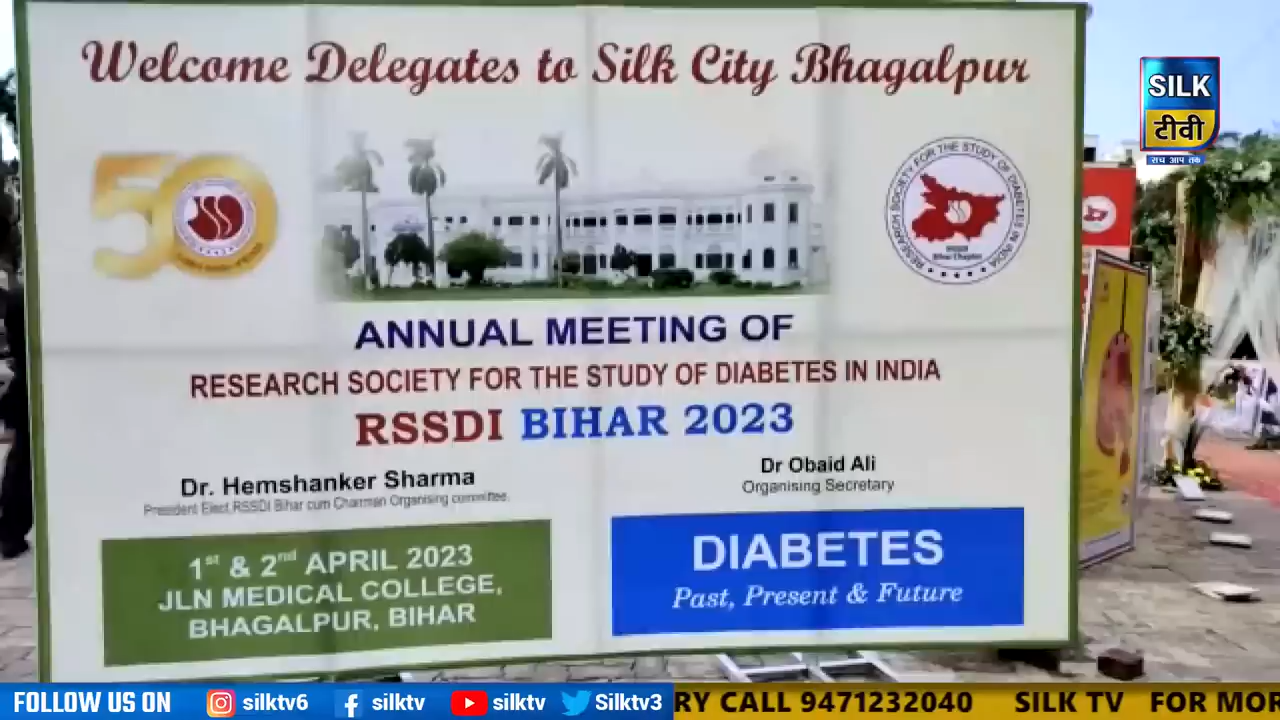 Welcome Delegates to Silk City Bhagalpur
SILK
टीवी
सच आप तक
50
RESEARCH SOCIETY FOR THE STUDY OF DIABETES IN INDIA
Bihar Chapter
ANNUAL MEETING OF
RESEARCH SOCIETY FOR THE STUDY OF DIABETES IN INDIA
RSSDI BIHAR 2023
Dr. Hemshanker Sharma
President Elect,RSSDI Bihar cum Chairman Organising committee.
Dr Obaid Ali
Organising Secretary
1st & 2nd APRIL 2023
JLN MEDICAL COLLEGE,
BHAGALPUR, BIHAR
DIABETES
Past, Present & Future
FOLLOW US ON silktv6 silktv silktv Silktv3 RY CALL 9471232040 SILK TV FOR MOR